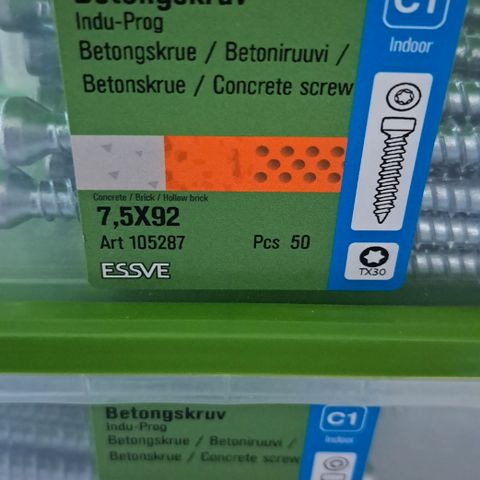 Betongskruv
Indu-Prog
Betongskrue / Betoniruuvi /
Betonskrue / Concrete screw
C1
Indoor
Concrete / Brick / Hollow brick
7,5X92
Art 105287 Pcs 50
ESSVE
TX30
Betongskruv
Indu-Prog
Betongskrue / Betoniruuvi /
Betonskrue / Concrete screw
C1
Indoor